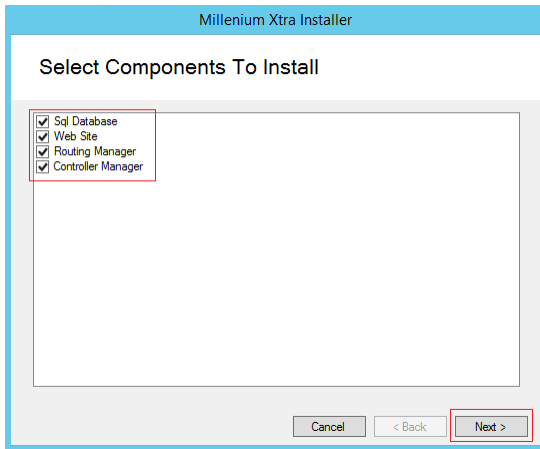 Millenium Xtra Installer
Select Components To Install
Sql Database
Web Site
Routing Manager
Controller Manager
Cancel
< Back
Next >